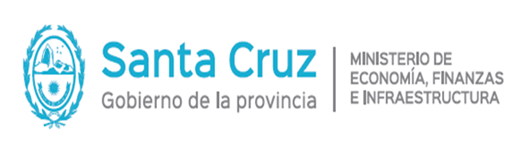 Santa Cruz
Gobierno de la provincia
MINISTERIO DE
ECONOMÍA, FINANZAS
E INFRAESTRUCTURA